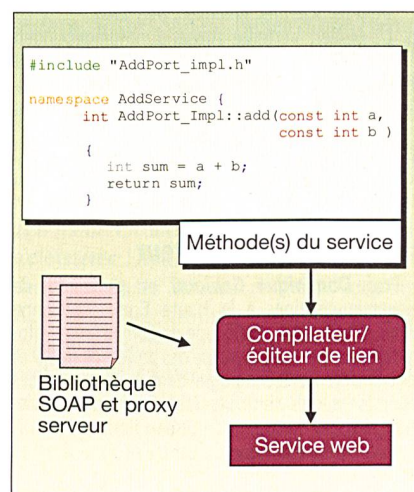 #include "AddPort_impl.h"
namespace AddService {
int AddPort_Impl::add(const int a,
const int b )
{
int sum = a + b;
return sum;
}
Méthode(s) du service
Compilateur/
éditeur de lien
Bibliothèque
SOAP et proxy
serveur
Service web